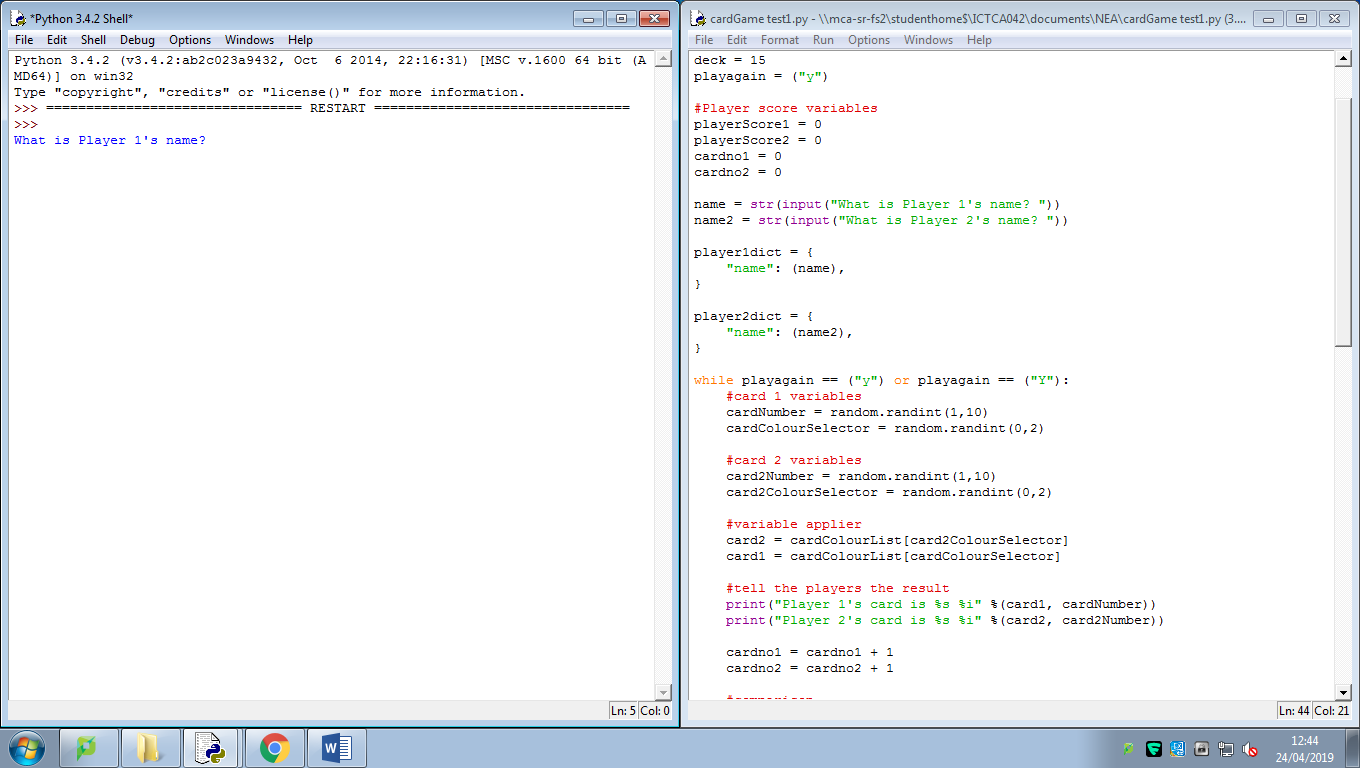 *Python 3.4.2 Shell*
File Edit Shell Debug Options Windows Help
Python 3.4.2 (v3.4.2:ab2c023a9432, Oct  6 2014, 22:16:31) [MSC v.1600 64 bit (A
MD64)] on win32
Type "copyright", "credits" or "license()" for more information.
>>> ================================ RESTART ================================
>>>
What is Player 1's name?
Ln: 5 Col: 0
cardGame test1.py - \\mca-sr-fs2\studenthome$\ICTCA042\documents\NEA\cardGame test1.py (3....
File Edit Format Run Options Windows Help
deck = 15
playagain = ("y")
#Player score variables
playerScore1 = 0
playerScore2 = 0
cardno1 = 0
cardno2 = 0
name = str(input("What is Player 1's name? "))
name2 = str(input("What is Player 2's name? "))
player1dict = {
    "name": (name),
}
player2dict = {
    "name": (name2),
}
while playagain == ("y") or playagain == ("Y"):
    #card 1 variables
    cardNumber = random.randint(1,10)
    cardColourSelector = random.randint(0,2)
    #card 2 variables
    card2Number = random.randint(1,10)
    card2ColourSelector = random.randint(0,2)
    #variable applier
    card2 = cardColourList[card2ColourSelector]
    card1 = cardColourList[cardColourSelector]
    #tell the players the result
    print("Player 1's card is %s %i" %(card1, cardNumber))
    print("Player 2's card is %s %i" %(card2, card2Number))
    cardno1 = cardno1 + 1
    cardno2 = cardno2 + 1
Ln: 44 Col: 21
12:44
24/04/2019